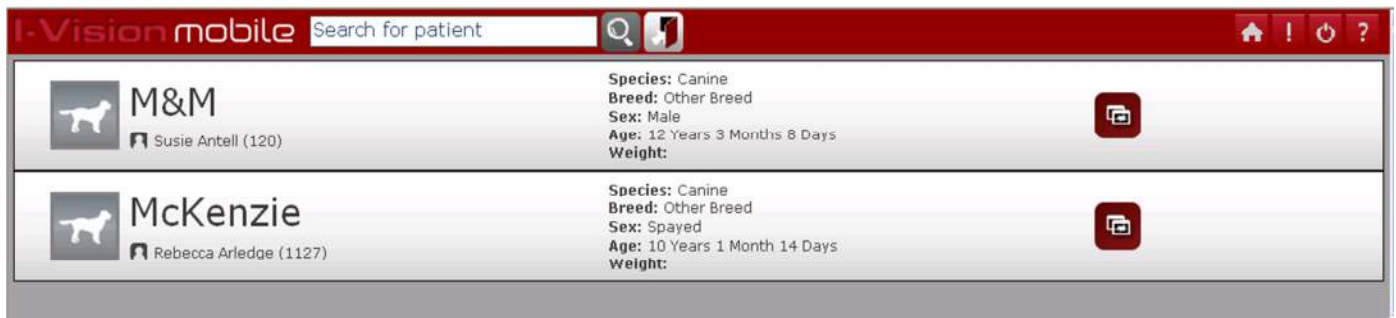 I-Vision mobile Search for patient ! ?
M&M
Susie Antell (120)
Species: Canine
Breed: Other Breed
Sex: Male
Age: 12 Years 3 Months 8 Days
Weight:
McKenzie
Rebecca Arledge (1127)
Species: Canine
Breed: Other Breed
Sex: Spayed
Age: 10 Years 1 Month 14 Days
Weight: